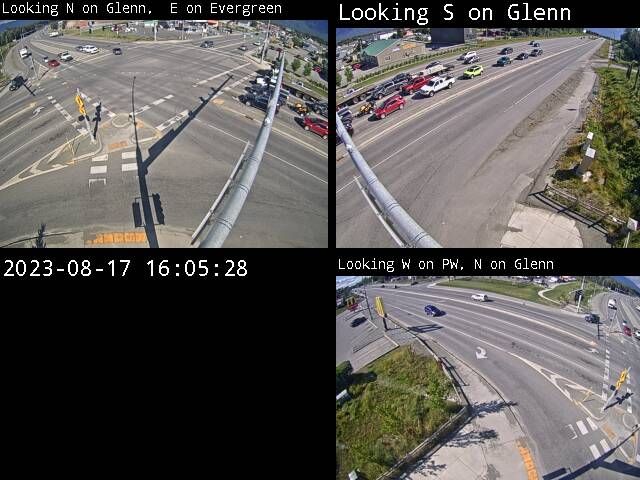 Looking N on Glenn,  E on Evergreen
Looking S on Glenn
2023-08-17 16:05:28
Looking W on PW, N on Glenn